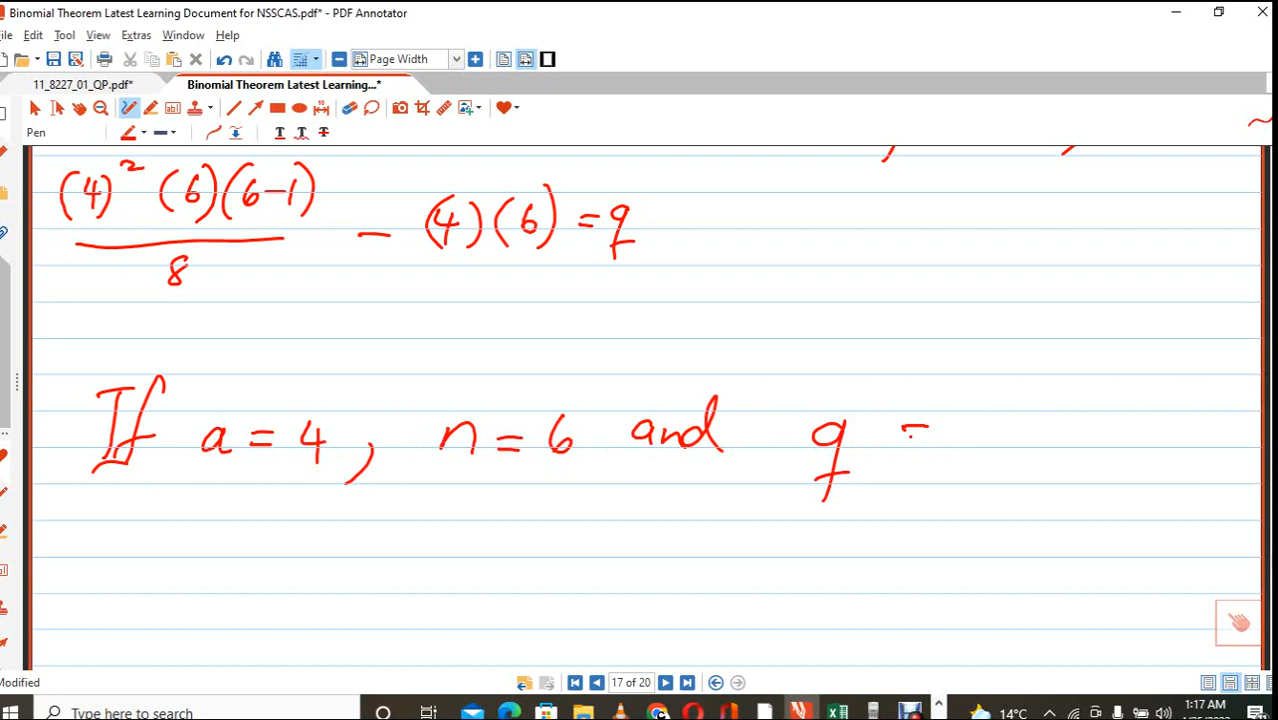 Binomial Theorem Latest Learning Document for NSSCAS.pdf* - PDF Annotator
ile Edit Tool View Extras Window Help
Page Width
11_8227_01_QP.pdf* Binomial Theorem Latest Learning...*
Pen
(4)² (6)(6-1)
8
- (4)(6) = q
If a = 4, n = 6 and q =
Modified 17 of 20
Type here to search 14°C 1:17 AM